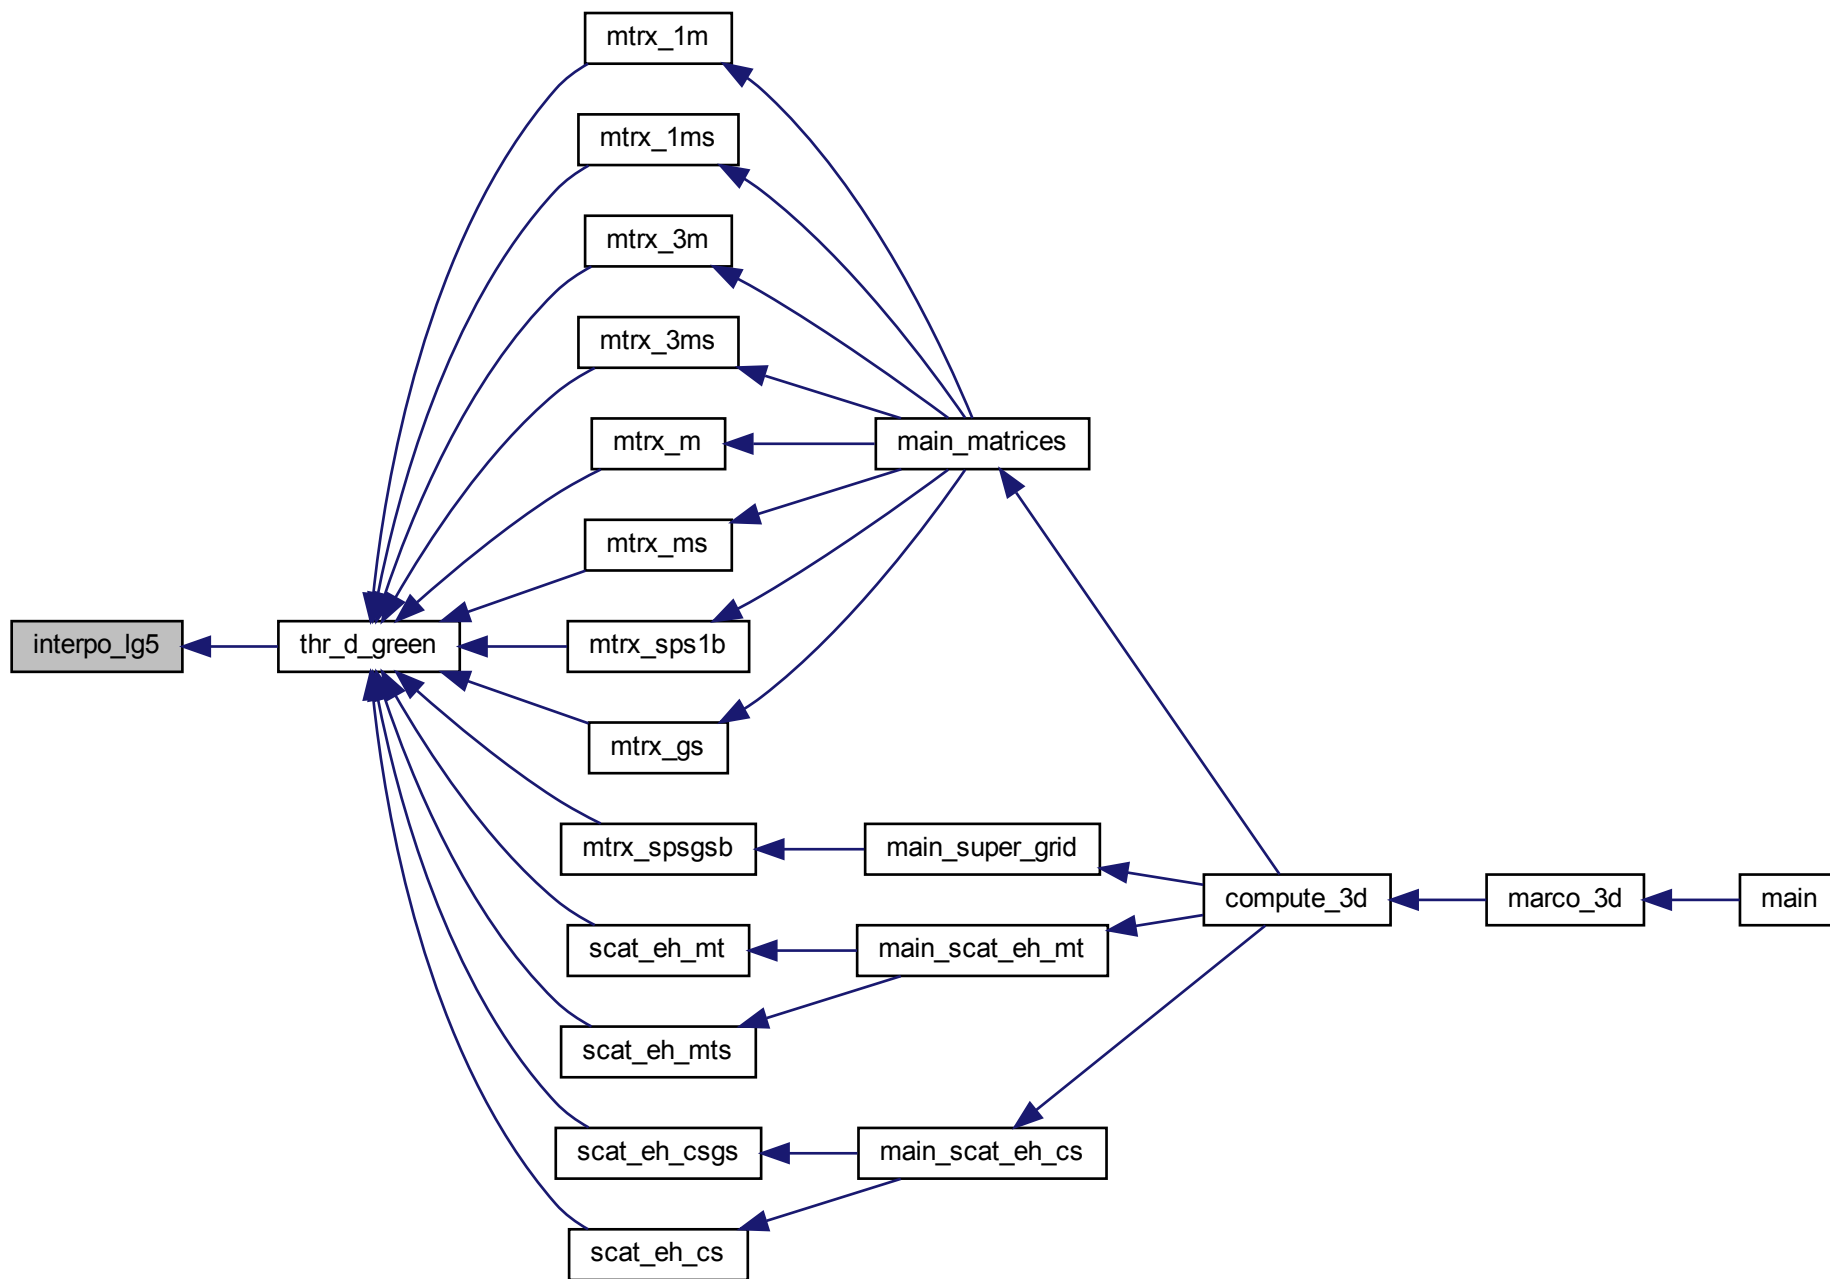 mtrx_1m
mtrx_1ms
mtrx_3m
mtrx_3ms
mtrx_m
main_matrices
mtrx_ms
interpo_lg5
thr_d_green
mtrx_sps1b
mtrx_gs
mtrx_spsgsb
main_super_grid
compute_3d
marco_3d
main
scat_eh_mt
main_scat_eh_mt
scat_eh_mts
scat_eh_csgs
main_scat_eh_cs
scat_eh_cs